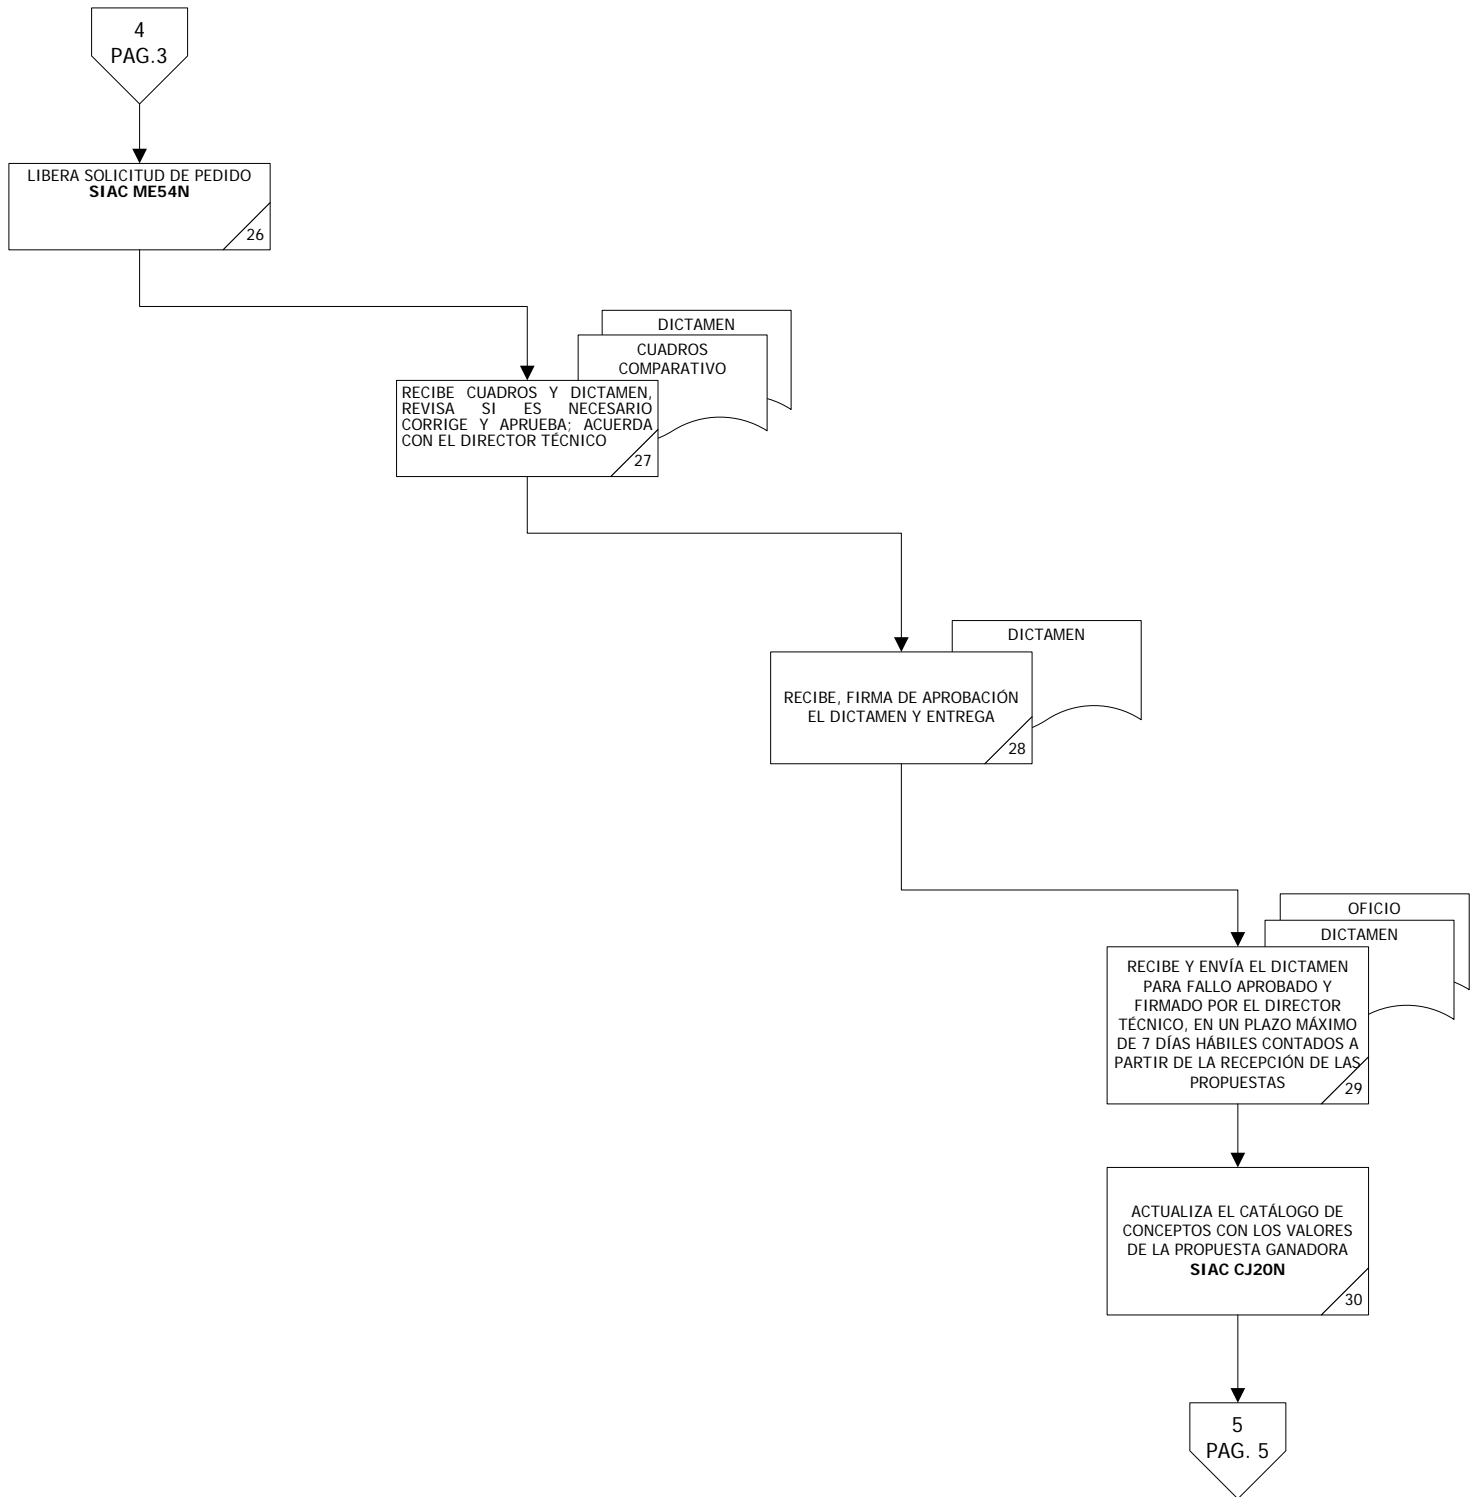 4
PAG.3
LIBERA SOLICITUD DE PEDIDO
SIAC ME54N
26
DICTAMEN
CUADROS
COMPARATIVO
RECIBE CUADROS Y DICTAMEN,
REVISA SI ES NECESARIO
CORRIGE Y APRUEBA; ACUERDA
CON EL DIRECTOR TÉCNICO
27
DICTAMEN
RECIBE, FIRMA DE APROBACIÓN
EL DICTAMEN Y ENTREGA
28
OFICIO
DICTAMEN
RECIBE Y ENVÍA EL DICTAMEN
PARA FALLO APROBADO Y
FIRMADO POR EL DIRECTOR
TÉCNICO, EN UN PLAZO MÁXIMO
DE 7 DÍAS HÁBILES CONTADOS A
PARTIR DE LA RECEPCIÓN DE LAS
PROPUESTAS
29
ACTUALIZA EL CATÁLOGO DE
CONCEPTOS CON LOS VALORES
DE LA PROPUESTA GANADORA
SIAC CJ20N
30
5
PAG. 5